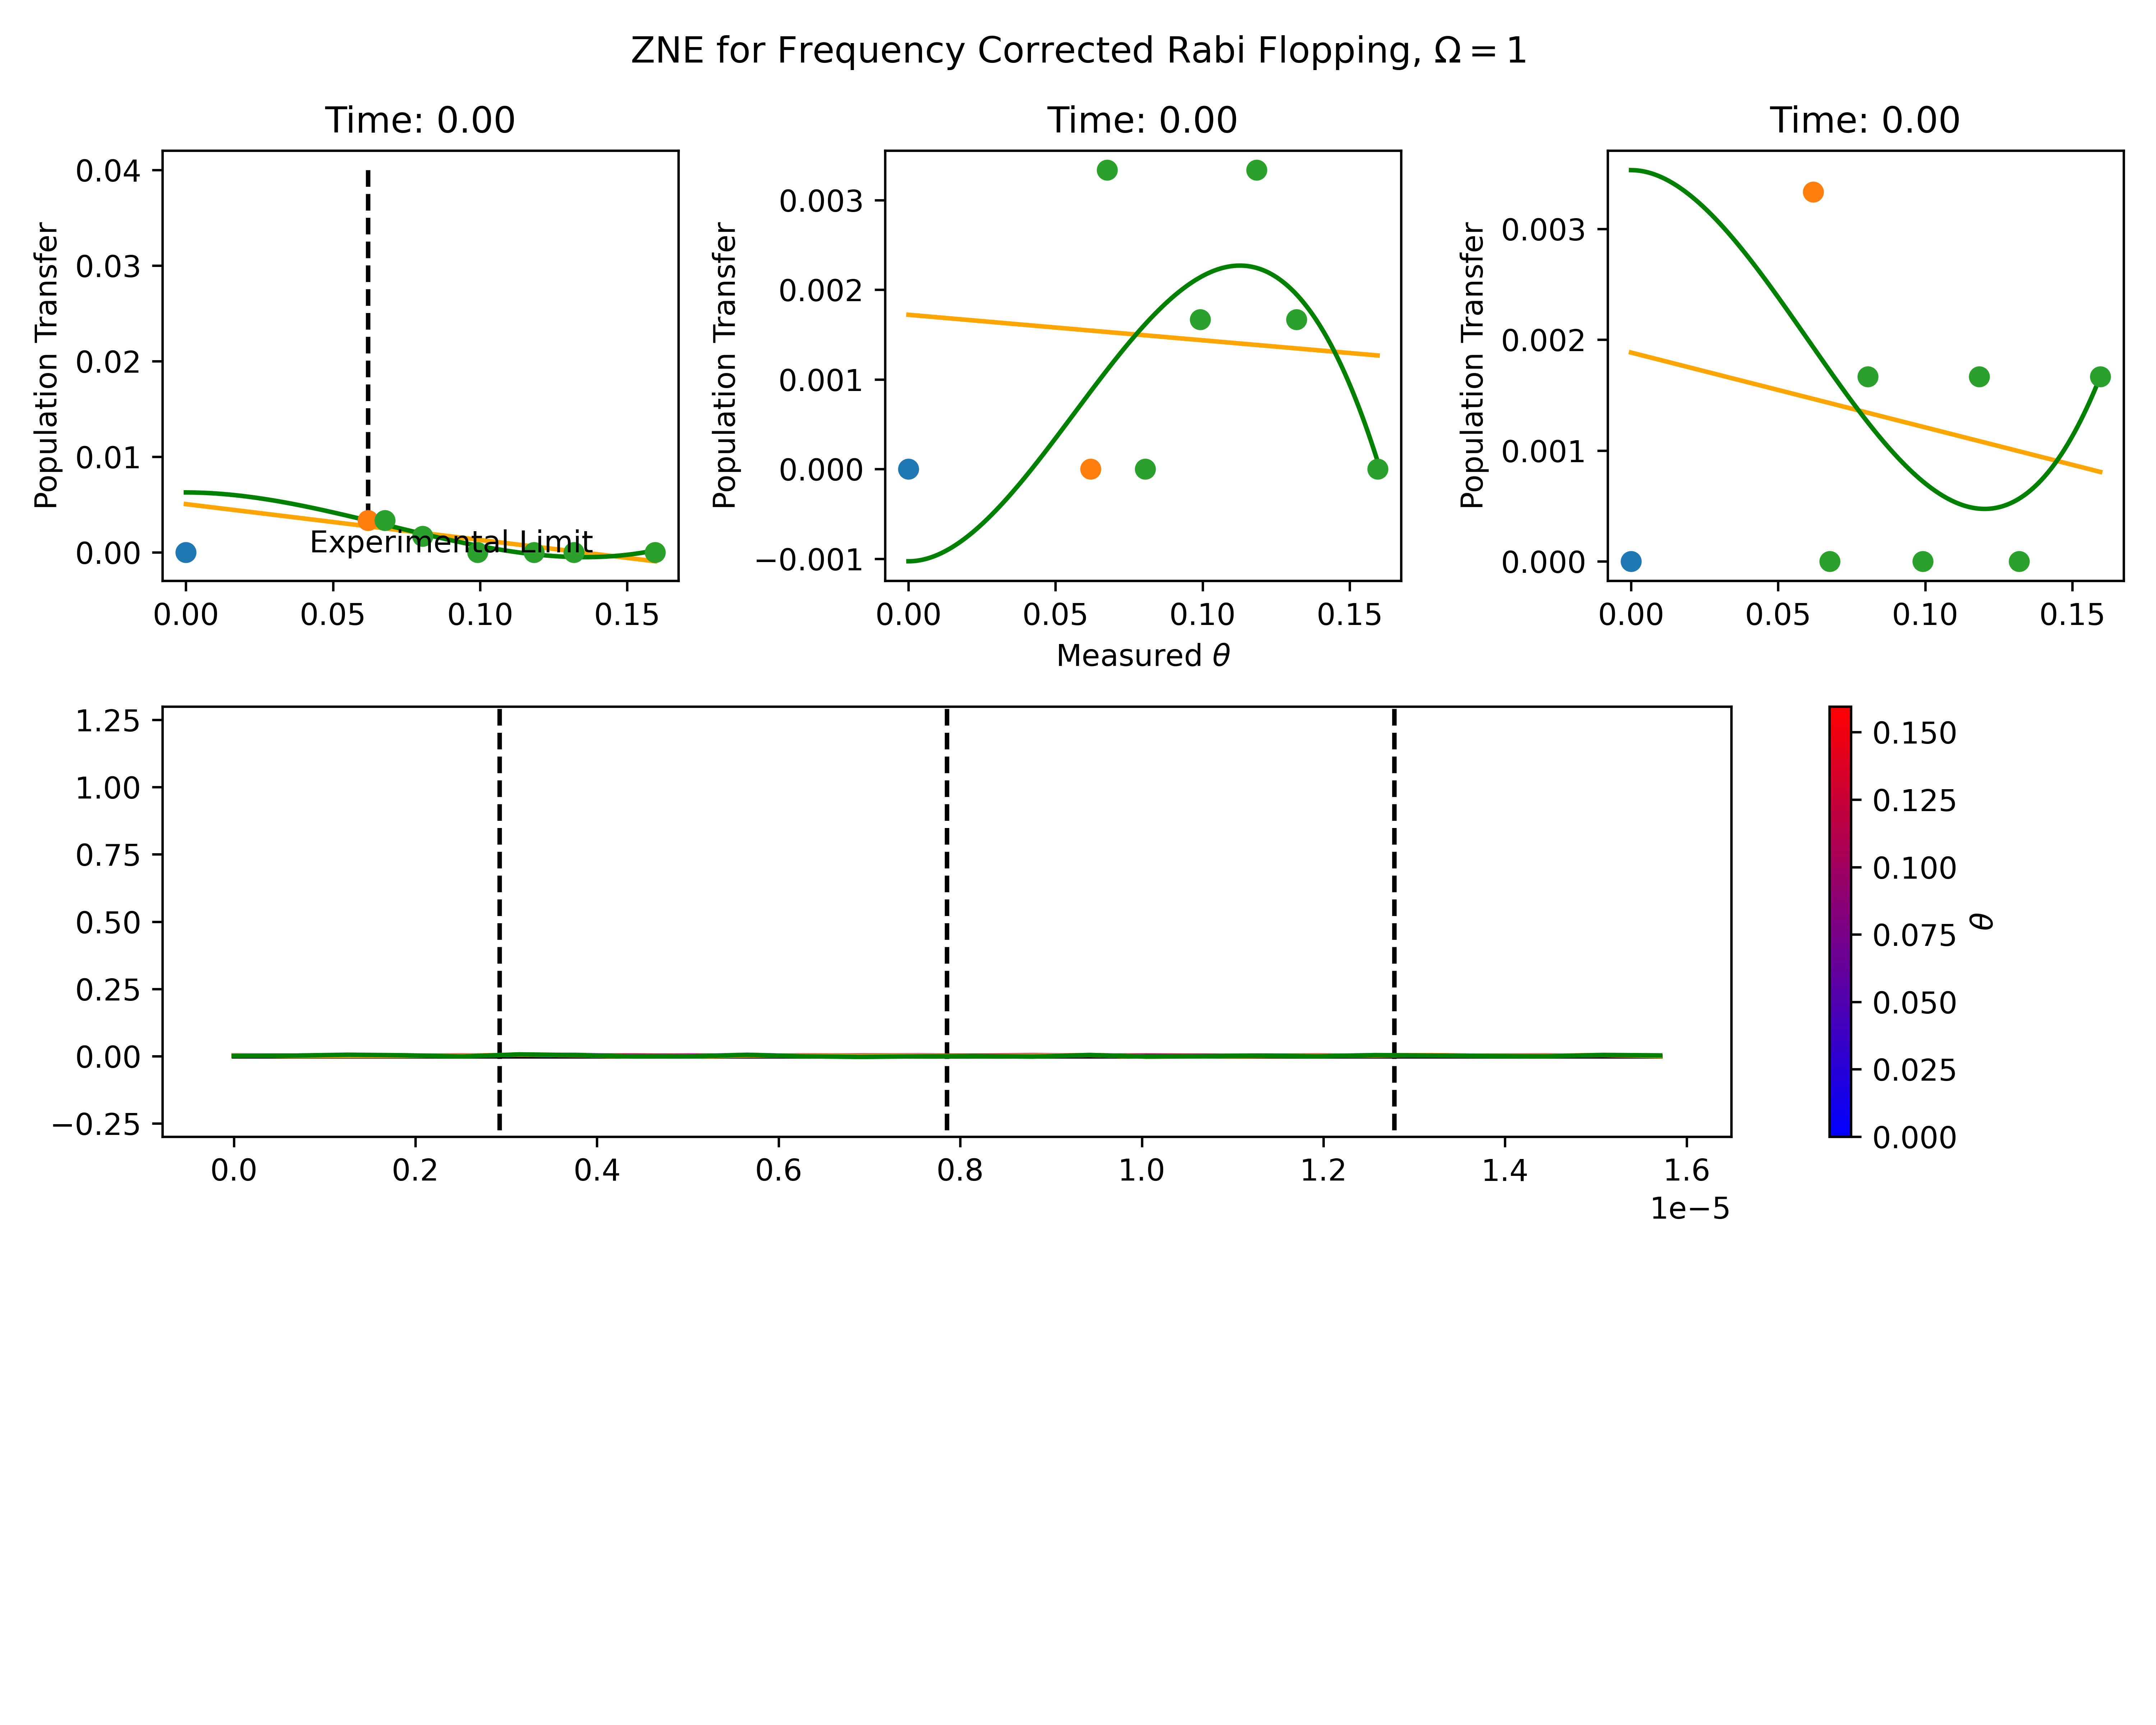 ZNE for Frequency Corrected Rabi Flopping, Ω = 1
Time: 0.00
Time: 0.00
Time: 0.00
Population Transfer
0.04
0.03
0.02
0.01
0.00
Experimental Limit
0.00 0.05 0.10 0.15
Population Transfer
0.003
0.002
0.001
0.000
−0.001
0.00 0.05 0.10 0.15
Measured θ
Population Transfer
0.003
0.002
0.001
0.000
0.00 0.05 0.10 0.15
1.25
1.00
0.75
0.50
0.25
0.00
−0.25
0.0 0.2 0.4 0.6 0.8 1.0 1.2 1.4 1.6
1e−5
0.150
0.125
0.100
0.075
0.050
0.025
0.000
θ